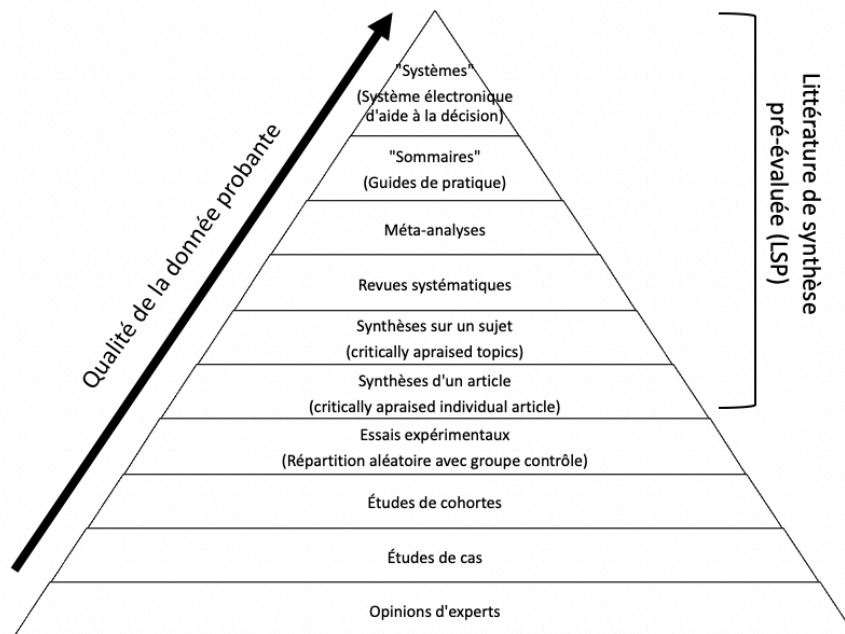 "Systèmes"
(Système électronique
d'aide à la décision)
"Sommaires"
(Guides de pratique)
Méta-analyses
Revues systématiques
Synthèses sur un sujet
(critically apraised topics)
Synthèses d'un article
(critically apraised individual article)
Essais expérimentaux
(Répartition aléatoire avec groupe contrôle)
Études de cohortes
Études de cas
Opinions d'experts
Qualité de la donnée probante
Littérature de synthèse
pré-évaluée (LSP)